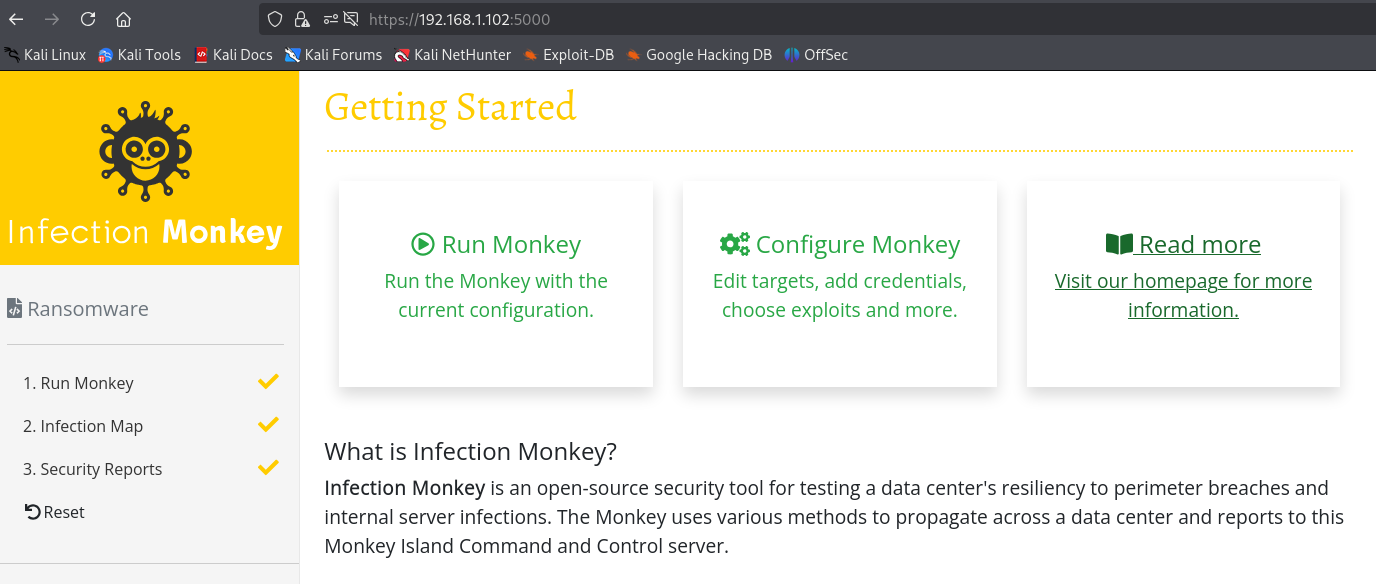 https://192.168.1.102:5000
Kali Linux Kali Tools Kali Docs Kali Forums Kali NetHunter Exploit-DB Google Hacking DB OffSec
Infection Monkey
Ransomware
1. Run Monkey
2. Infection Map
3. Security Reports
Reset
Getting Started
Run Monkey
Run the Monkey with the
current configuration.
Configure Monkey
Edit targets, add credentials,
choose exploits and more.
Read more
Visit our homepage for more
information.
What is Infection Monkey?
Infection Monkey is an open-source security tool for testing a data center's resiliency to perimeter breaches and
internal server infections. The Monkey uses various methods to propagate across a data center and reports to this
Monkey Island Command and Control server.